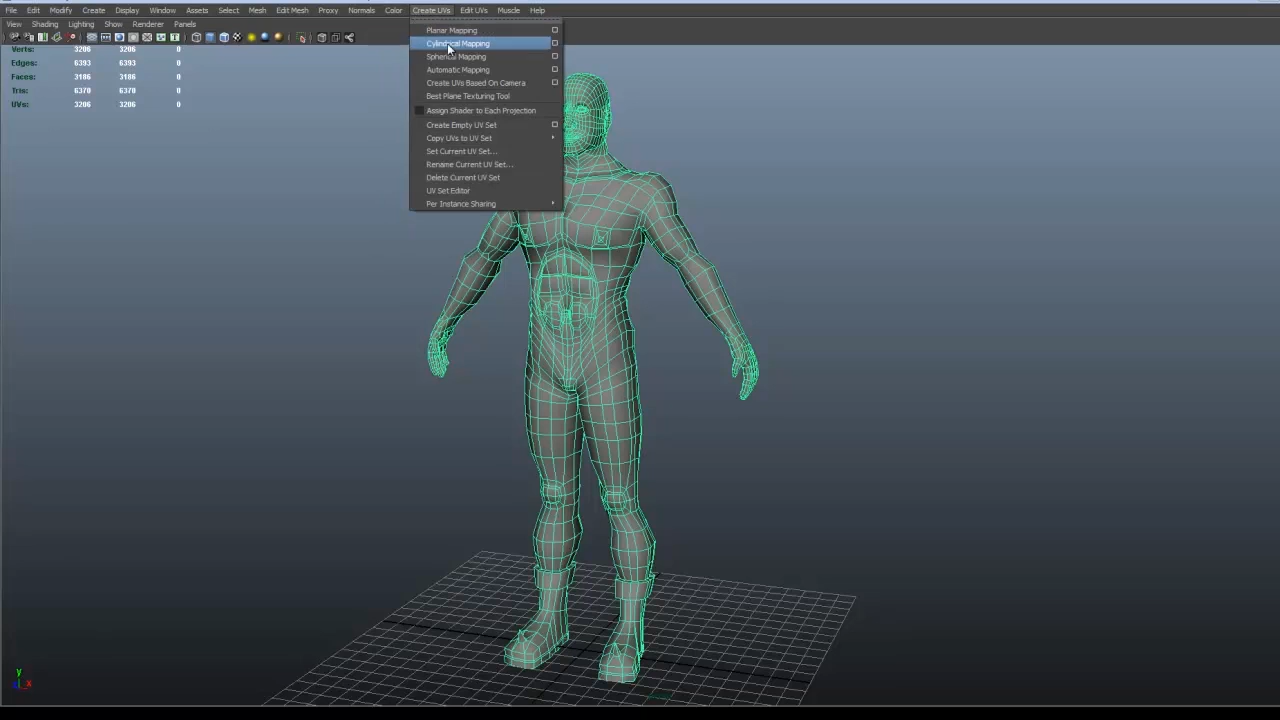 File Edit Modify Create Display Window Assets Select Mesh Edit Mesh Proxy Normals Color Create UVs Edit UVs Muscle Help
View Shading Lighting Show Renderer Panels
Planar Mapping
Cylindrical Mapping
Spherical Mapping
Automatic Mapping
Create UVs Based On Camera
Best Plane Texturing Tool
Assign Shader to Each Projection
Create Empty UV Set
Copy UVs to UV Set
Set Current UV Set...
Rename Current UV Set...
Delete Current UV Set
UV Set Editor
Per Instance Sharing
Verts: 3206 3206 0
Edges: 6393 6393 0
Faces: 3186 3186 0
Tris: 6370 6370 0
UVs: 3206 3206 0
y
x